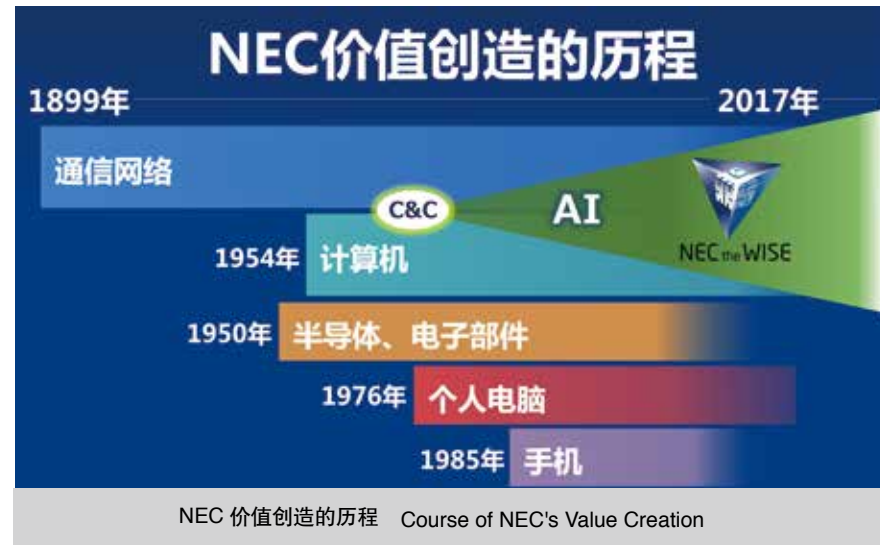 NEC价值创造的历程
1899年
2017年
通信网络
C&C
AI
NEC the WISE
1954年
计算机
1950年
半导体、电子部件
1976年
个人电脑
1985年
手机
NEC 价值创造的历程 Course of NEC's Value Creation